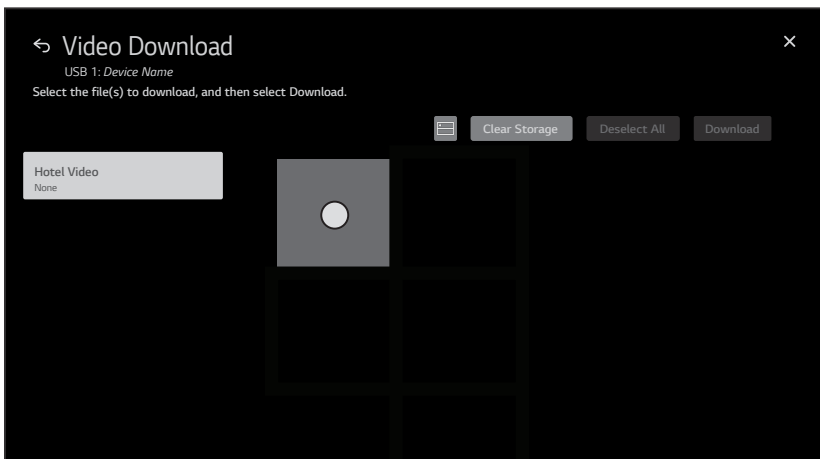 Video Download
USB 1: Device Name
Select the file(s) to download, and then select Download.
Clear Storage Deselect All Download
Hotel Video
None